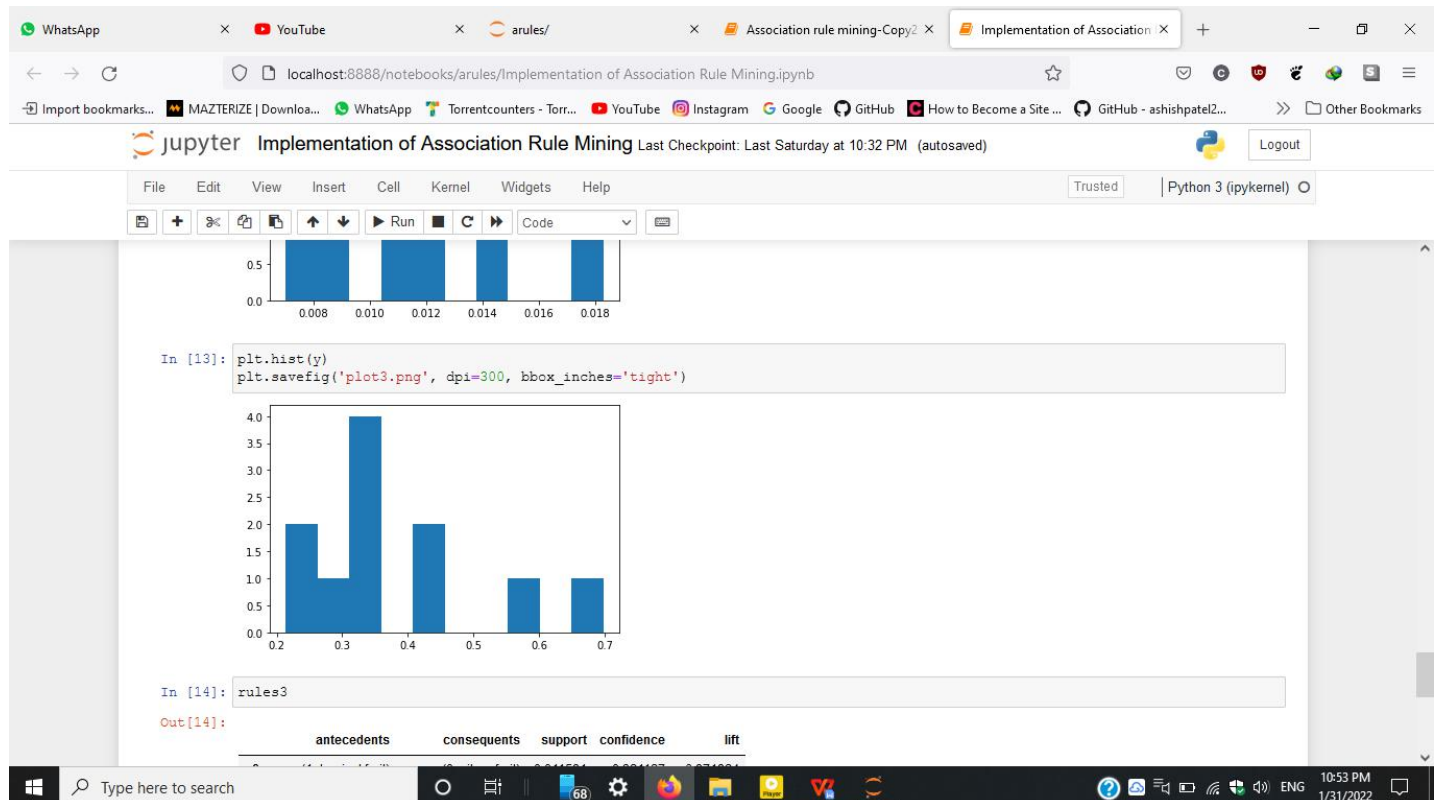 WhatsApp
YouTube
arules/
Association rule mining-Copy2
Implementation of Association
localhost:8888/notebooks/arules/Implementation of Association Rule Mining.ipynb
Import bookmarks... MAZTERIZE | Downloa... WhatsApp Torrentcounters - Torr... YouTube Instagram Google GitHub How to Become a Site ... GitHub - ashishpatel2... Other Bookmarks
jupyter Implementation of Association Rule Mining Last Checkpoint: Last Saturday at 10:32 PM (autosaved) Logout
File Edit View Insert Cell Kernel Widgets Help Trusted Python 3 (ipykernel)
Run Code
0.5
0.0
0.008 0.010 0.012 0.014 0.016 0.018
In [13]: plt.hist(y)
plt.savefig('plot3.png', dpi=300, bbox_inches='tight')
4.0
3.5
3.0
2.5
2.0
1.5
1.0
0.5
0.0
0.2 0.3 0.4 0.5 0.6 0.7
In [14]: rules3
Out[14]:
antecedents consequents support confidence lift
Type here to search
68
Player
ENG
10:53 PM
1/31/2022